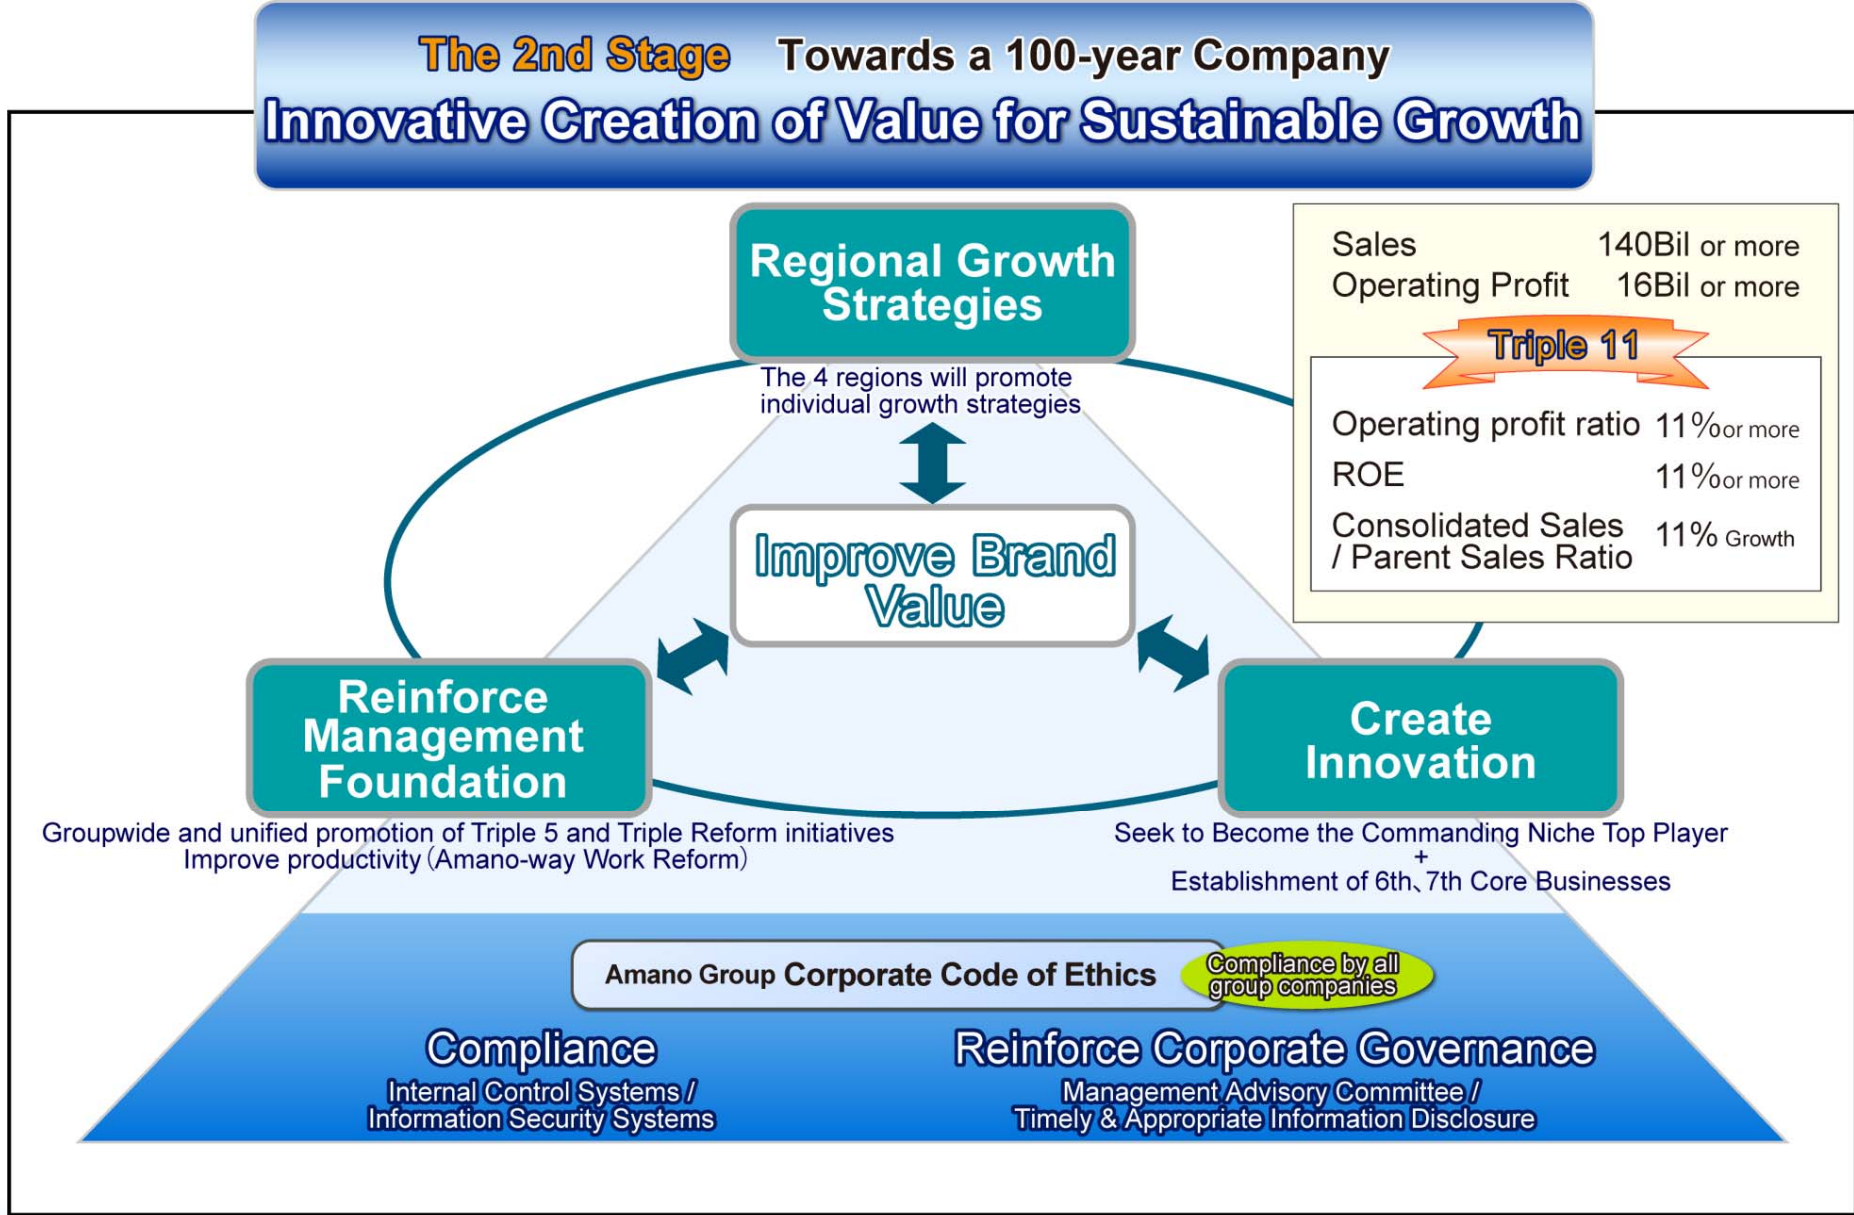 The 2nd Stage Towards a 100-year Company
Innovative Creation of Value for Sustainable Growth
Regional Growth
Strategies
The 4 regions will promote
individual growth strategies
Sales 140Bil or more
Operating Profit 16Bil or more
Triple 11
Operating profit ratio 11%or more
ROE 11%or more
Consolidated Sales
/ Parent Sales Ratio 11% Growth
Improve Brand
Value
Reinforce
Management
Foundation
Groupwide and unified promotion of Triple 5 and Triple Reform initiatives
Improve productivity（Amano-way Work Reform）
Create
Innovation
Seek to Become the Commanding Niche Top Player
+
Establishment of 6th、7th Core Businesses
Amano Group Corporate Code of Ethics
Compliance by all
group companies
Compliance
Internal Control Systems /
Information Security Systems
Reinforce Corporate Governance
Management Advisory Committee /
Timely & Appropriate Information Disclosure